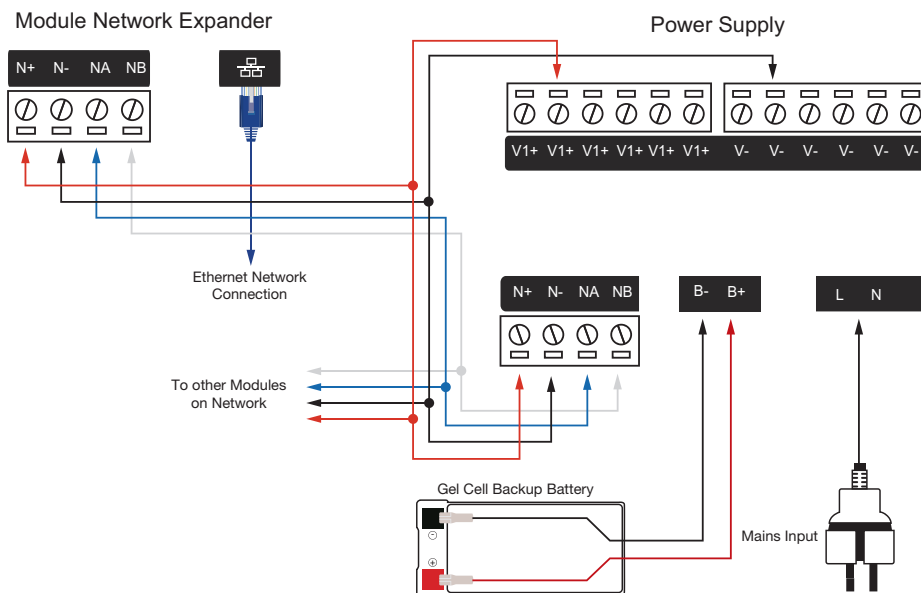 Module Network Expander
Power Supply
N+ N- NA NB
V1+ V1+ V1+ V1+ V1+ V1+
V- V- V- V- V- V-
Ethernet Network
Connection
N+ N- NA NB
B- B+
L N
To other Modules
on Network
Gel Cell Backup Battery
Mains Input